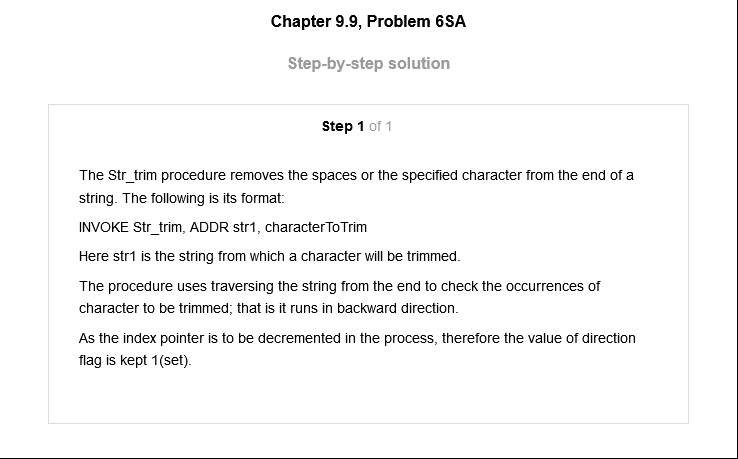 Chapter 9.9, Problem 6SA
Step-by-step solution
Step 1 of 1
The Str_trim procedure removes the spaces or the specified character from the end of a
string. The following is its format:
INVOKE Str_trim, ADDR str1, characterToTrim
Here str1 is the string from which a character will be trimmed.
The procedure uses traversing the string from the end to check the occurrences of
character to be trimmed; that is it runs in backward direction.
As the index pointer is to be decremented in the process, therefore the value of direction
flag is kept 1(set).